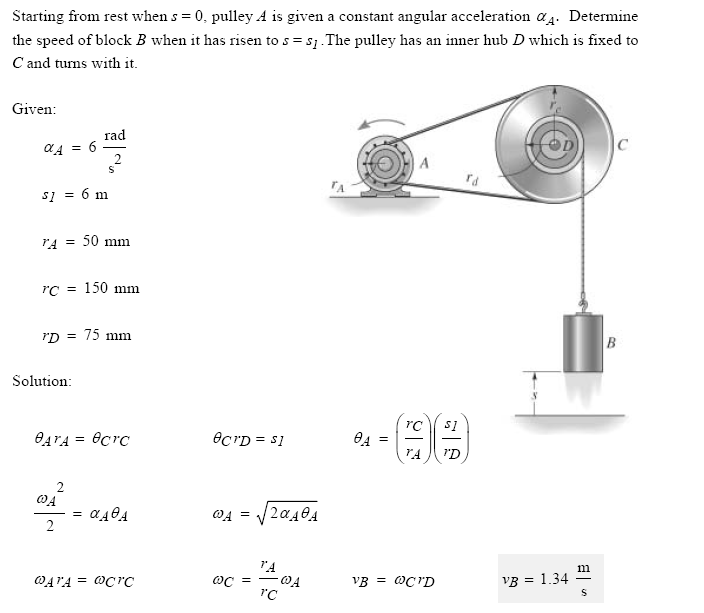 Starting from rest when s = 0, pulley A is given a constant angular acceleration α_A. Determine
the speed of block B when it has risen to s = s_1 .The pulley has an inner hub D which is fixed to
C and turns with it.
Given:
α_A = 6 rad/s^2
s_1 = 6 m
r_A = 50 mm
r_C = 150 mm
r_D = 75 mm
r_c
D
C
A
r_A
r_d
B
s
Solution:
θ_A r_A = θ_C r_C    θ_C r_D = s_1    θ_A = (r_C/r_A)(s_1/r_D)
ω_A^2/2 = α_A θ_A    ω_A = √(2α_A θ_A)
ω_A r_A = ω_C r_C    ω_C = (r_A/r_C) ω_A    v_B = ω_C r_D    v_B = 1.34 m/s